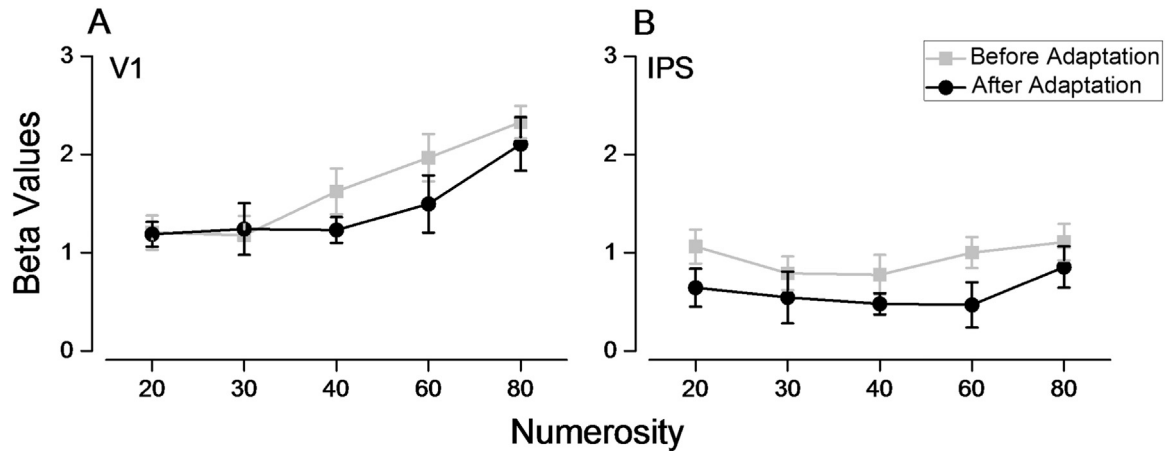 A
B
V1
IPS
Before Adaptation
After Adaptation
3
2
1
0
3
2
1
0
Beta Values
20 30 40 60 80
20 30 40 60 80
Numerosity